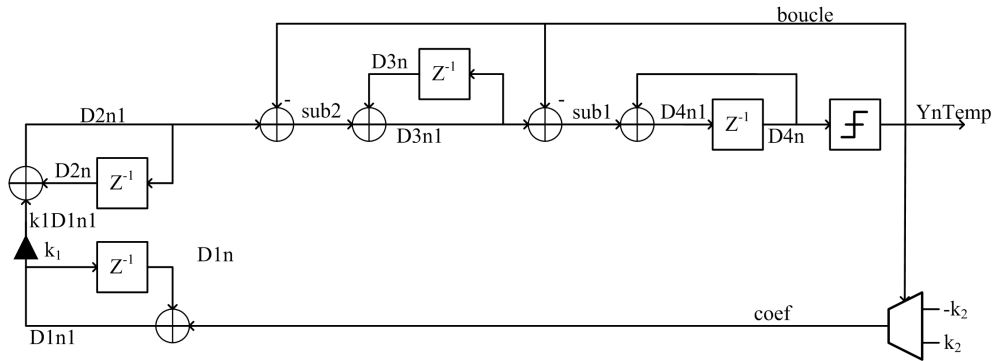 boucle
D3n
Z-1
D2n1
-
sub2
D3n1
-
sub1
D4n1
Z-1
D4n
YnTemp
D2n
Z-1
k1D1n1
k1
Z-1
D1n
D1n1
coef
-k2
k2